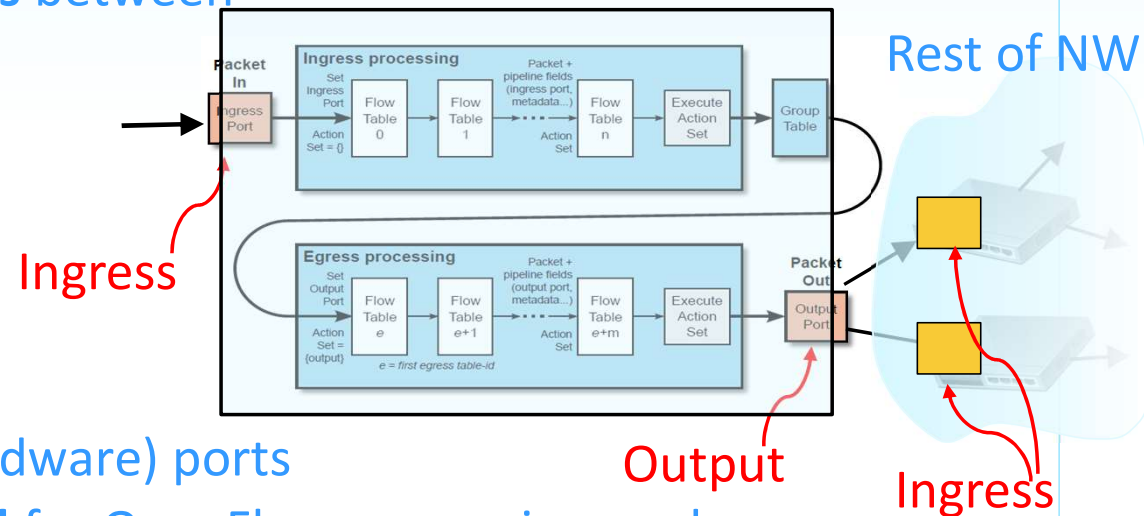 s between
Rest of NW
Packet
In
Ingress
Port
Ingress processing
Set
Ingress
Port
Action
Set = {}
Flow
Table
0
Flow
Table
1
Packet +
pipeline fields
(ingress port,
metadata...)
Action
Set
Flow
Table
n
Execute
Action
Set
Group
Table
Ingress
Egress processing
Set
Output
Port
Action
Set =
{output}
Flow
Table
e
Flow
Table
e+1
e = first egress table-id
Packet +
pipeline fields
(output port,
metadata...)
Action
Set
Flow
Table
e+m
Execute
Action
Set
Packet
Out
Output
Port
dware) ports
Output
Ingress